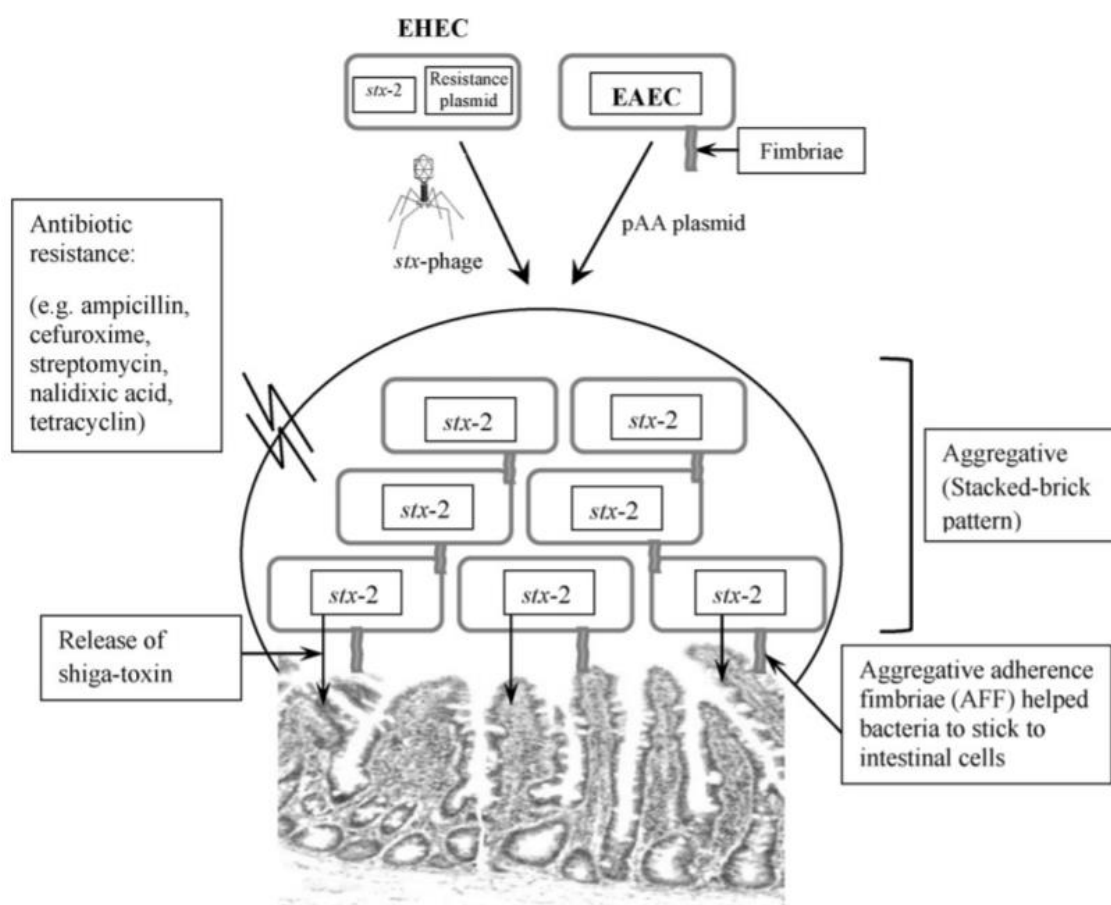 EHEC
stx-2
Resistance
plasmid
EAEC
Fimbriae
stx-phage
pAA plasmid
Antibiotic
resistance:
(e.g. ampicillin,
cefuroxime,
streptomycin,
nalidixic acid,
tetracyclin)
stx-2
stx-2
stx-2
stx-2
stx-2
stx-2
stx-2
Aggregative
(Stacked-brick
pattern)
Release of
shiga-toxin
Aggregative adherence
fimbriae (AFF) helped
bacteria to stick to
intestinal cells